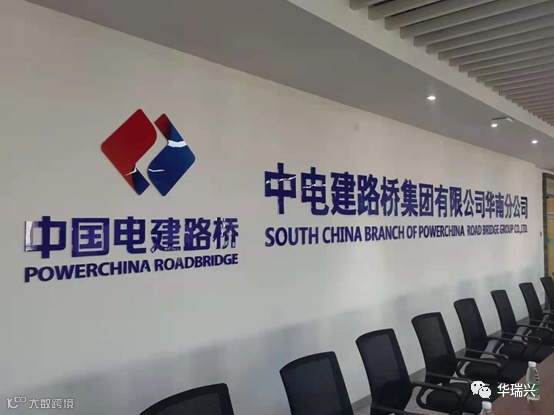 中国电建路桥
POWERCHINA ROADBRIDGE
中电建路桥集团有限公司华南分公司
SOUTH CHINA BRANCH OF POWERCHINA ROAD BRIDGE GROUP CO.,LTD.
大数跨境
华瑞兴